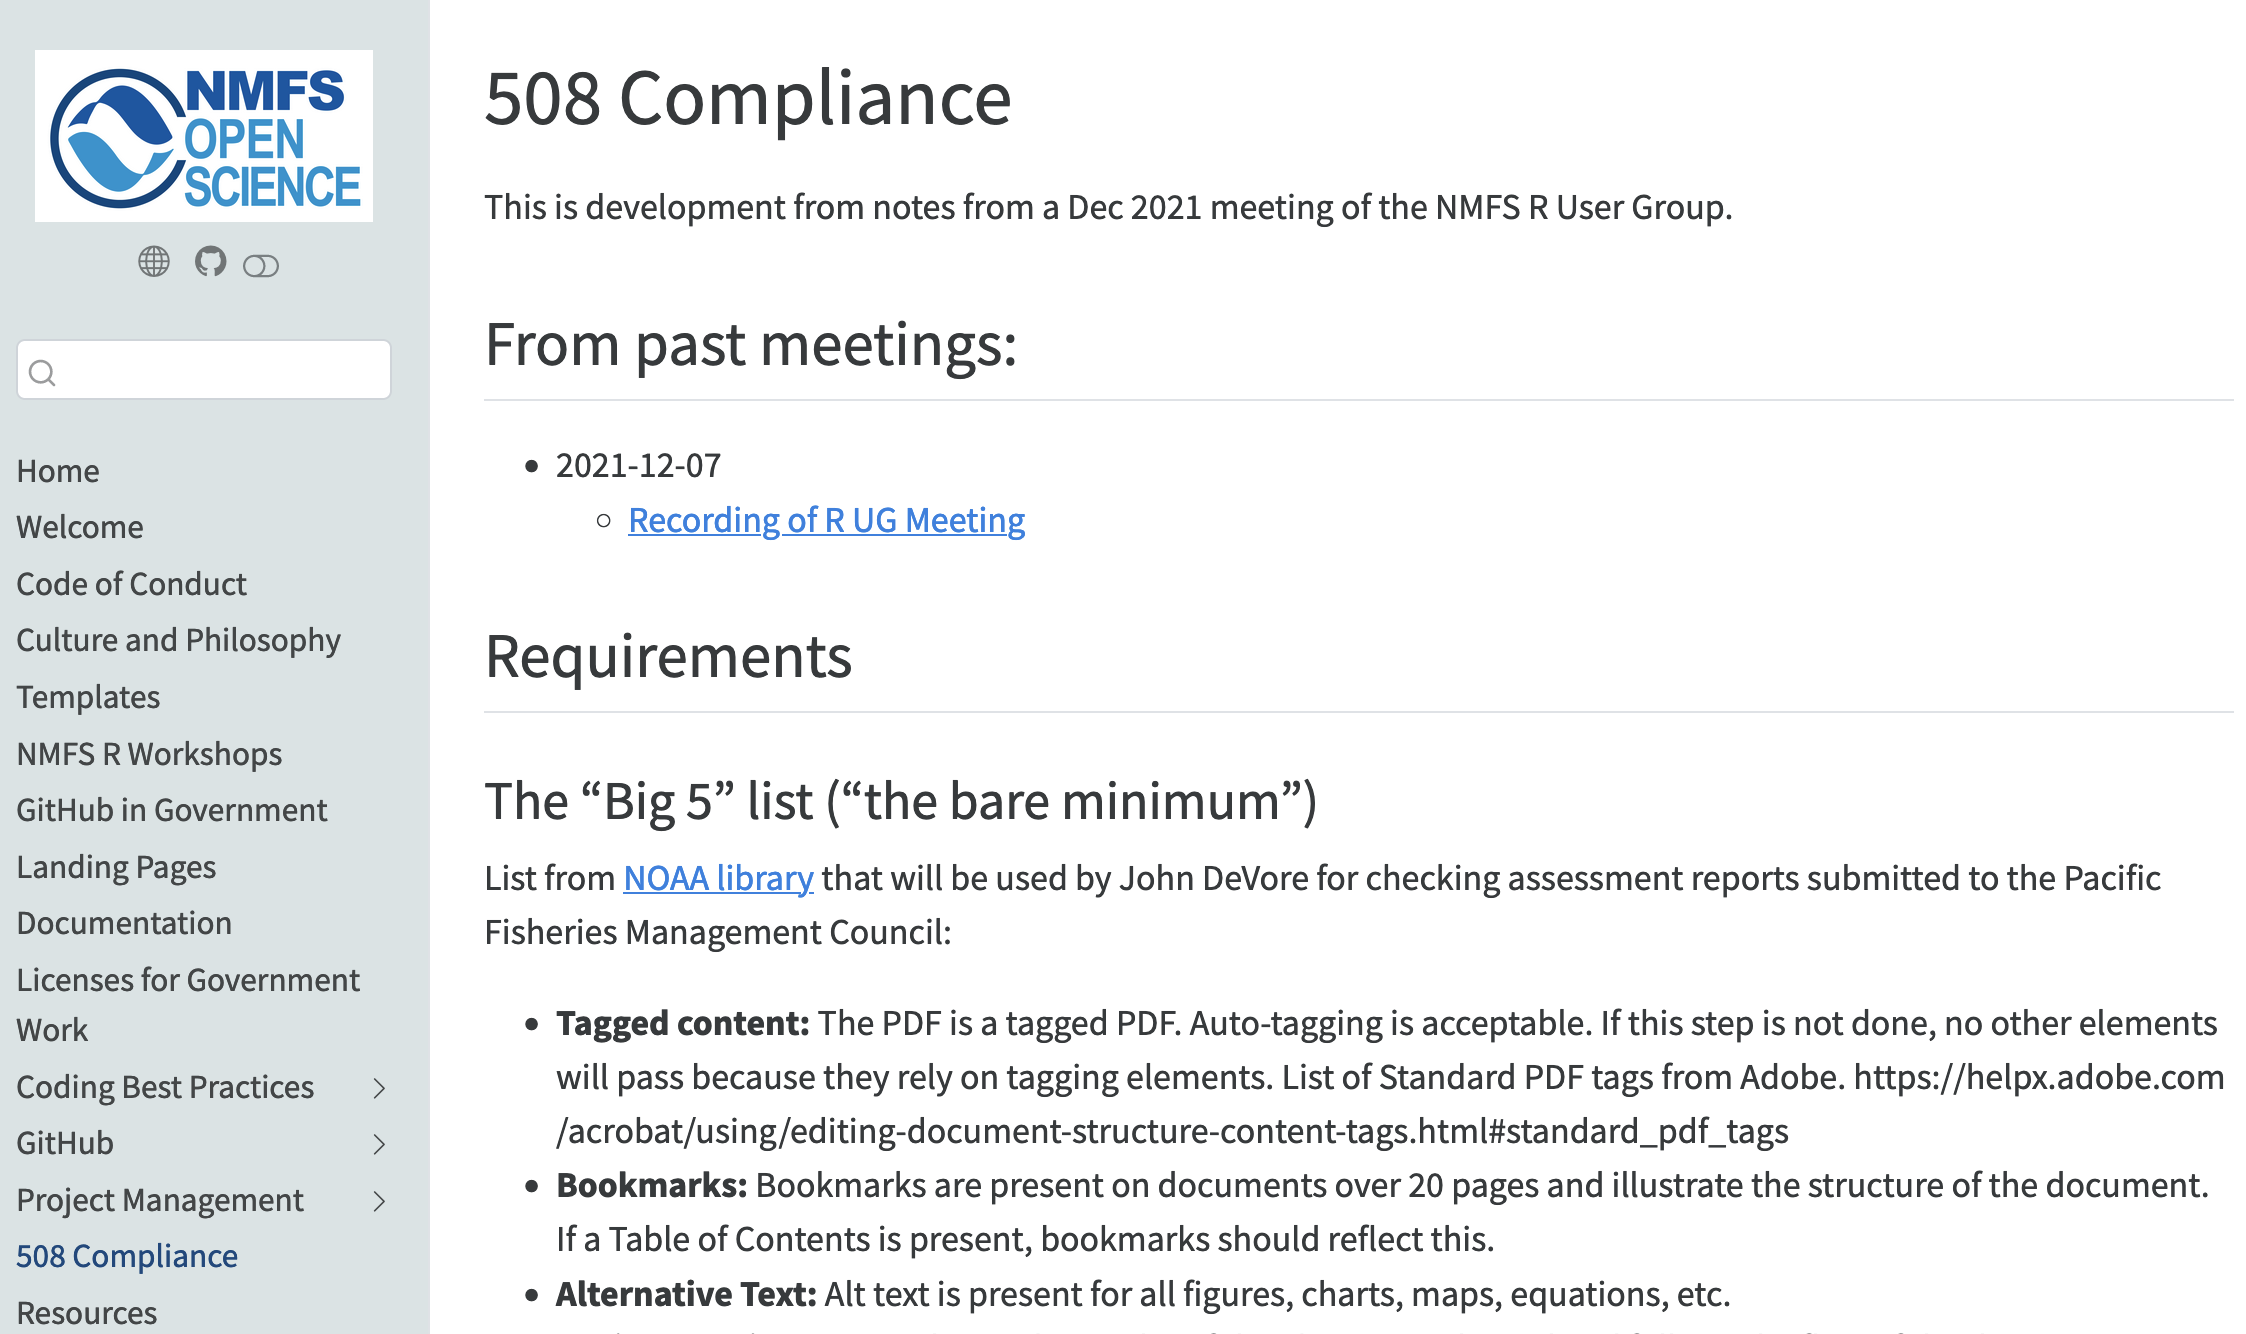 NMFS
OPEN
SCIENCE
Home
Welcome
Code of Conduct
Culture and Philosophy
Templates
NMFS R Workshops
GitHub in Government
Landing Pages
Documentation
Licenses for Government
Work
Coding Best Practices
GitHub
Project Management
508 Compliance
Resources
508 Compliance
This is development from notes from a Dec 2021 meeting of the NMFS R User Group.
From past meetings:
• 2021-12-07
◦ Recording of R UG Meeting
Requirements
The “Big 5” list (“the bare minimum”)
List from NOAA library that will be used by John DeVore for checking assessment reports submitted to the Pacific
Fisheries Management Council:
• Tagged content: The PDF is a tagged PDF. Auto-tagging is acceptable. If this step is not done, no other elements
will pass because they rely on tagging elements. List of Standard PDF tags from Adobe. https://helpx.adobe.com
/acrobat/using/editing-document-structure-content-tags.html#standard_pdf_tags
• Bookmarks: Bookmarks are present on documents over 20 pages and illustrate the structure of the document.
If a Table of Contents is present, bookmarks should reflect this.
• Alternative Text: Alt text is present for all figures, charts, maps, equations, etc.